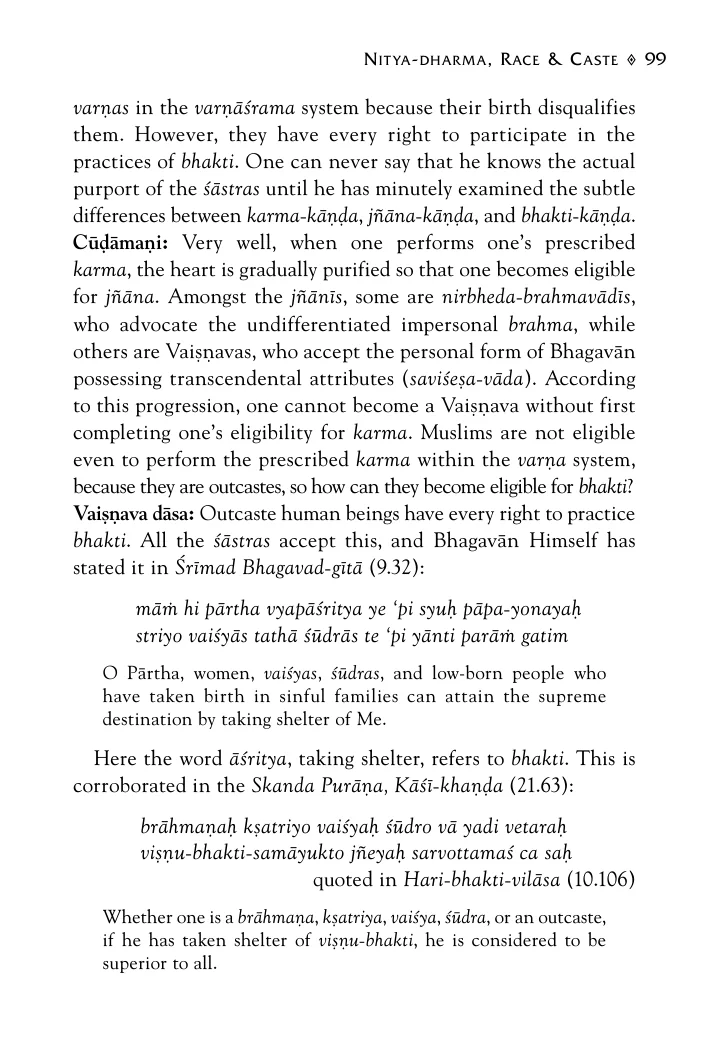 Nitya-dharma, Race & Caste ◊ 99
varṇas in the varṇāśrama system because their birth disqualifies
them. However, they have every right to participate in the
practices of bhakti. One can never say that he knows the actual
purport of the śāstras until he has minutely examined the subtle
differences between karma-kāṇḍa, jñāna-kāṇḍa, and bhakti-kāṇḍa.
Cūḍāmaṇi: Very well, when one performs one’s prescribed
karma, the heart is gradually purified so that one becomes eligible
for jñāna. Amongst the jñānīs, some are nirbheda-brahmavādīs,
who advocate the undifferentiated impersonal brahma, while
others are Vaiṣṇavas, who accept the personal form of Bhagavān
possessing transcendental attributes (saviśeṣa-vāda). According
to this progression, one cannot become a Vaiṣṇava without first
completing one’s eligibility for karma. Muslims are not eligible
even to perform the prescribed karma within the varṇa system,
because they are outcastes, so how can they become eligible for bhakti?
Vaiṣṇava dāsa: Outcaste human beings have every right to practice
bhakti. All the śāstras accept this, and Bhagavān Himself has
stated it in Śrīmad Bhagavad-gītā (9.32):
māṁ hi pārtha vyapāśritya ye ‘pi syuḥ pāpa-yonayaḥ
striyo vaiśyās tathā śūdrās te ‘pi yānti parāṁ gatim
O Pārtha, women, vaiśyas, śūdras, and low-born people who
have taken birth in sinful families can attain the supreme
destination by taking shelter of Me.
Here the word āśritya, taking shelter, refers to bhakti. This is
corroborated in the Skanda Purāṇa, Kāśī-khaṇḍa (21.63):
brāhmaṇaḥ kṣatriyo vaiśyaḥ śūdro vā yadi vetaraḥ
viṣṇu-bhakti-samāyukto jñeyaḥ sarvottamaś ca saḥ
quoted in Hari-bhakti-vilāsa (10.106)
Whether one is a brāhmaṇa, kṣatriya, vaiśya, śūdra, or an outcaste,
if he has taken shelter of viṣṇu-bhakti, he is considered to be
superior to all.